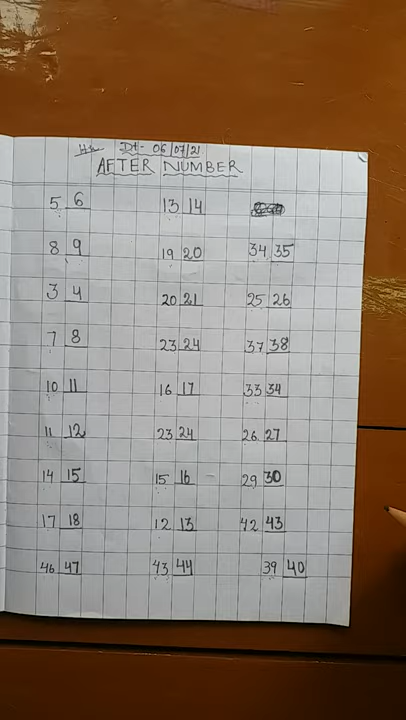 Hw Dt- 06/07/21
AFTER NUMBER
5 6 13 14
8 9 19 20 34 35
3 4 20 21 25 26
7 8 23 24 37 38
10 11 16 17 33 34
11 12 23 24 26 27
14 15 15 16 29 30
17 18 12 13 42 43
46 47 43 44 39 40